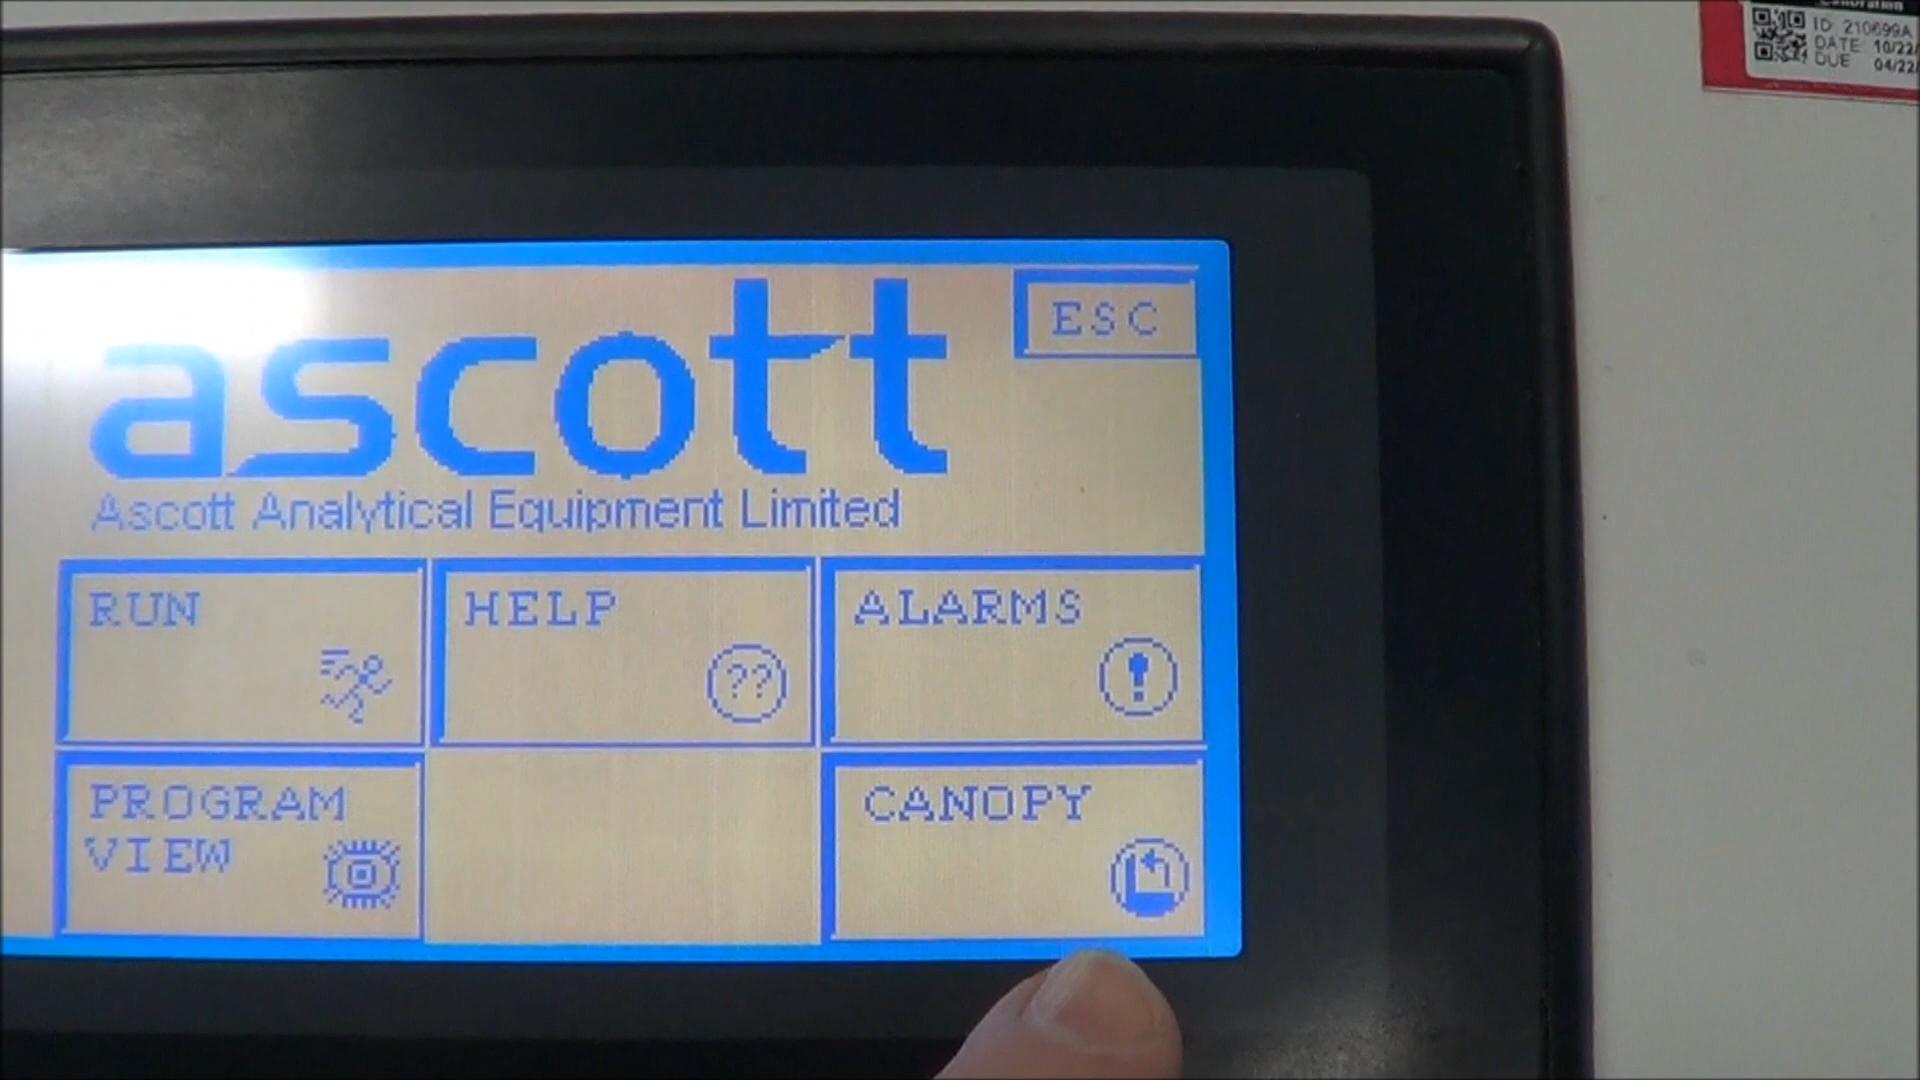 Calibration
ID: 210699A
DATE 10/22/
DUE 04/22/
ascott
ESC
Ascott Analytical Equipment Limited
RUN
HELP
??
ALARMS
!
PROGRAM
VIEW
CANOPY